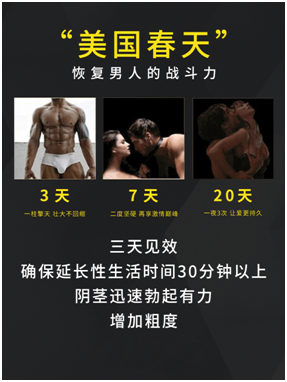 “美国春天”
恢复男人的战斗力
3天
7天
20天
一柱擎天 壮大不回缩
二度坚硬 再享激情巅峰
一夜3次 让爱更持久
三天见效
确保延长性生活时间30分钟以上
阴茎迅速勃起有力
增加粗度